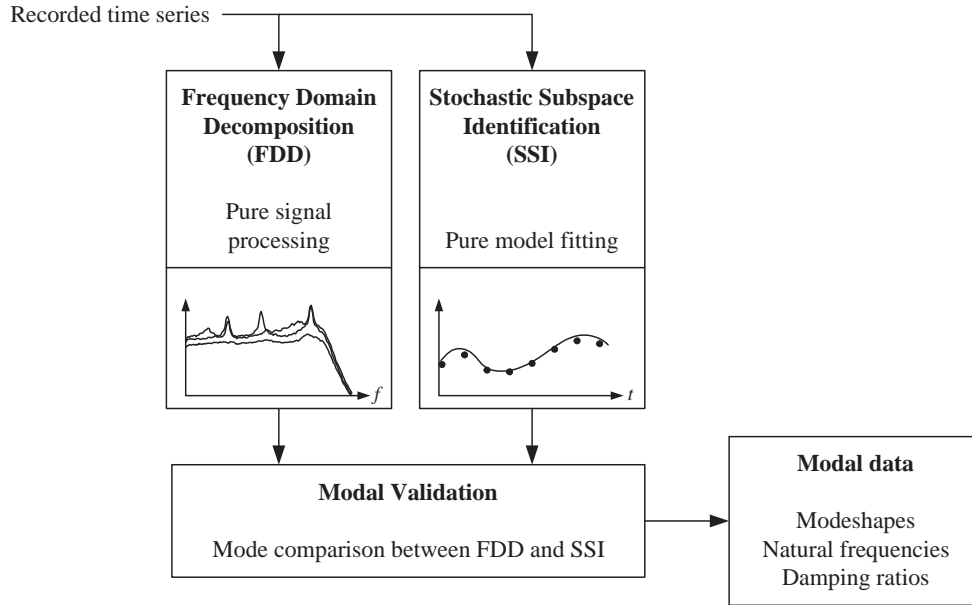 Recorded time series
Frequency Domain
Decomposition
(FDD)
Pure signal
processing
f
Stochastic Subspace
Identification
(SSI)
Pure model fitting
t
Modal Validation
Mode comparison between FDD and SSI
Modal data
Modeshapes
Natural frequencies
Damping ratios